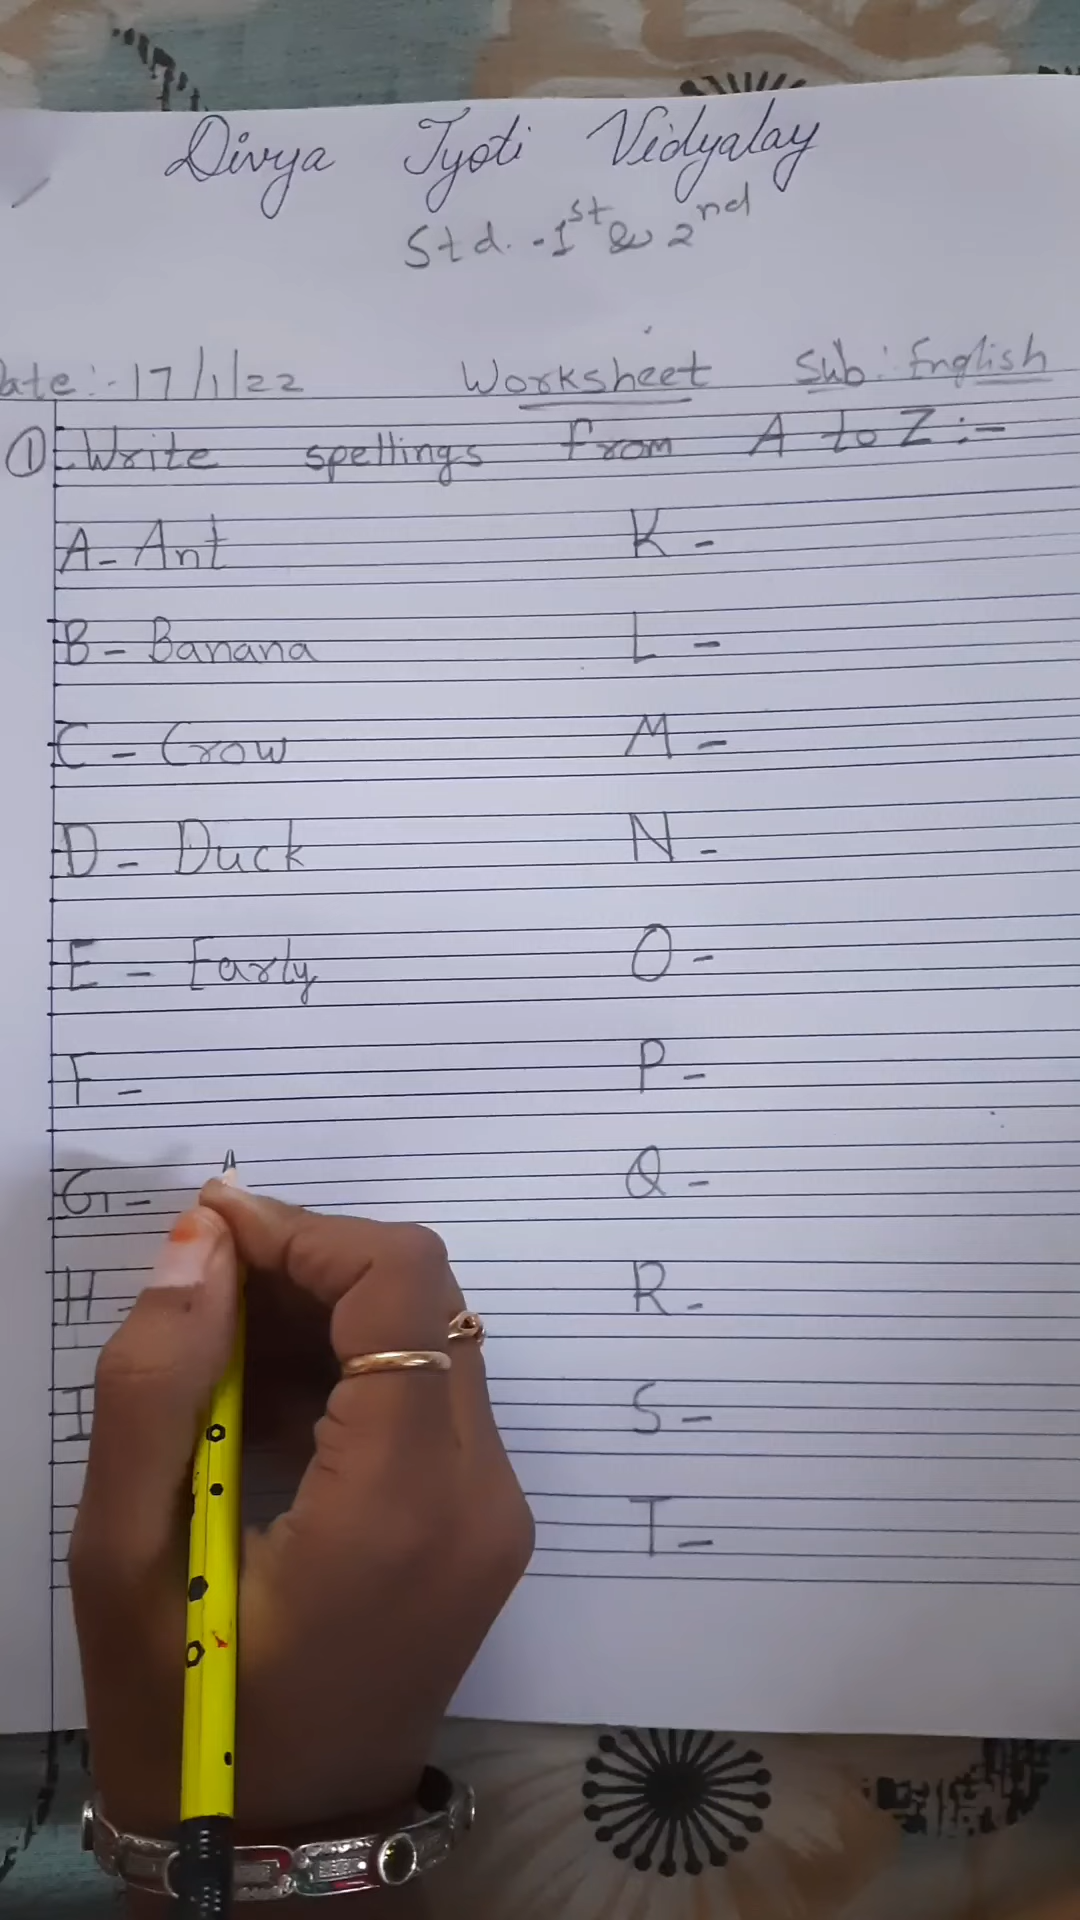 Divya Jyoti Vidyalay
Std. - 1st & 2nd
Date:- 17/1/22 Worksheet Sub: English
① Write spellings from A to Z :-
A - Ant K -
B - Banana L -
C - Crow M -
D - Duck N -
E - Early O -
F - P -
G - Q -
H - R -
I S -
T -